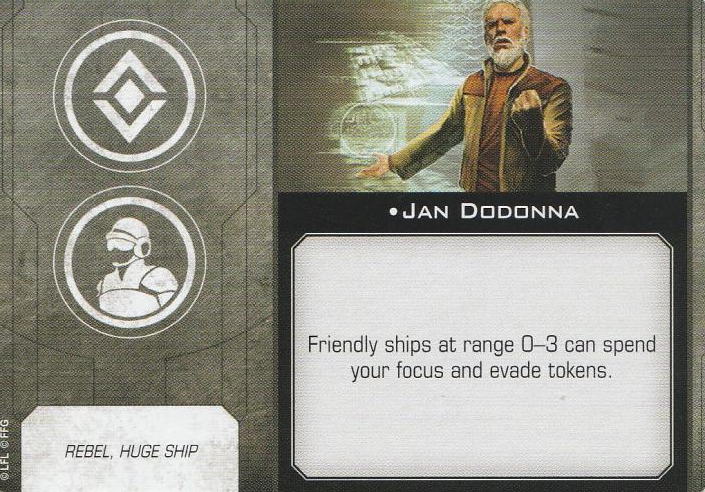 •JAN DODONNA
Friendly ships at range 0–3 can spend
your focus and evade tokens.
REBEL, HUGE SHIP
©LFL ©FFG